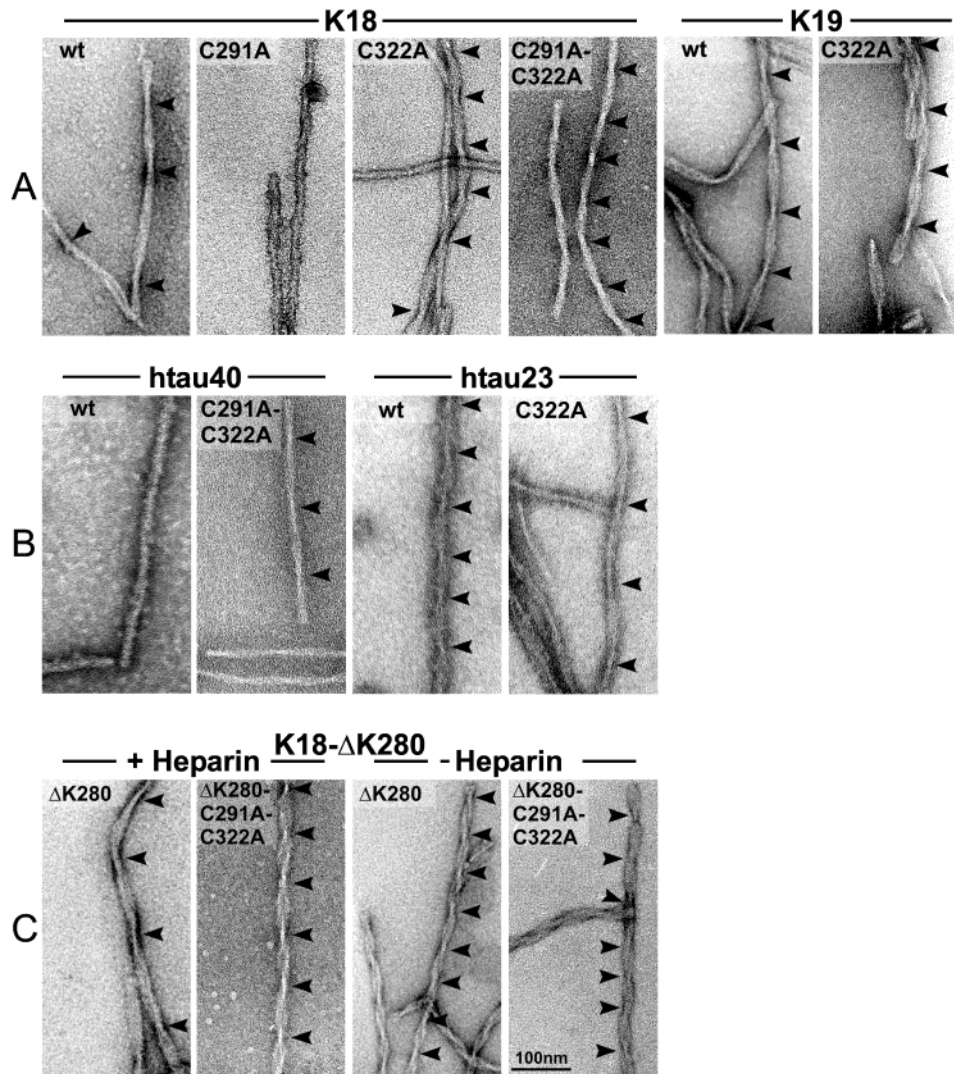 K18
K19
wt
C291A
C322A
C291A-
C322A
wt
C322A
A
htau40
htau23
wt
C291A-
C322A
wt
C322A
B
K18-ΔK280
+ Heparin
- Heparin
ΔK280
ΔK280-
C291A-
C322A
ΔK280
ΔK280-
C291A-
C322A
C
100nm